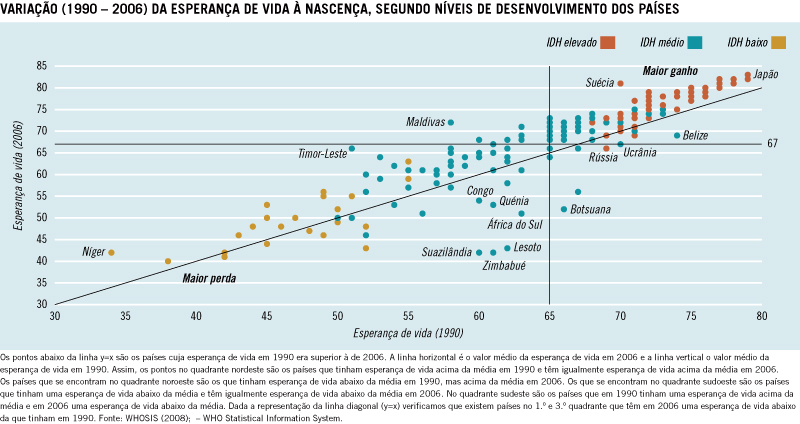 VARIAÇÃO (1990 – 2006) DA ESPERANÇA DE VIDA À NASCENÇA, SEGUNDO NÍVEIS DE DESENVOLVIMENTO DOS PAÍSES
IDH elevado IDH médio IDH baixo
85
80
75
70
65
60
55
50
45
40
35
30
Esperança de vida (2006)
Maior ganho
Japão
Suécia
Maldivas
Belize
67
Timor-Leste
Rússia
Ucrânia
Congo
Quénia
Botsuana
África do Sul
Níger
Suazilândia
Lesoto
Zimbabué
Maior perda
30 35 40 45 50 55 60 65 70 75 80
Esperança de vida (1990)
Os pontos abaixo da linha y=x são os países cuja esperança de vida em 1990 era superior à de 2006. A linha horizontal é o valor médio da esperança de vida em 2006 e a linha vertical o valor médio da
esperança de vida em 1990. Assim, os pontos no quadrante nordeste são os países que tinham esperança de vida acima da média em 1990 e têm igualmente esperança de vida acima da média em 2006.
Os países que se encontram no quadrante noroeste são os que tinham esperança de vida abaixo da média em 1990, mas acima da média em 2006. Os que se encontram no quadrante sudoeste são os países
que tinham uma esperança de vida abaixo da média e têm igualmente esperança de vida abaixo da média em 2006. No quadrante sudeste são os países que em 1990 tinham uma esperança de vida acima da
média e em 2006 uma esperança de vida abaixo da média. Dada a representação da linha diagonal (y=x) verificamos que existem países no 1.º e 3.º quadrante que têm em 2006 uma esperança de vida abaixo
da que tinham em 1990. Fonte: WHOSIS (2008); – WHO Statistical Information System.